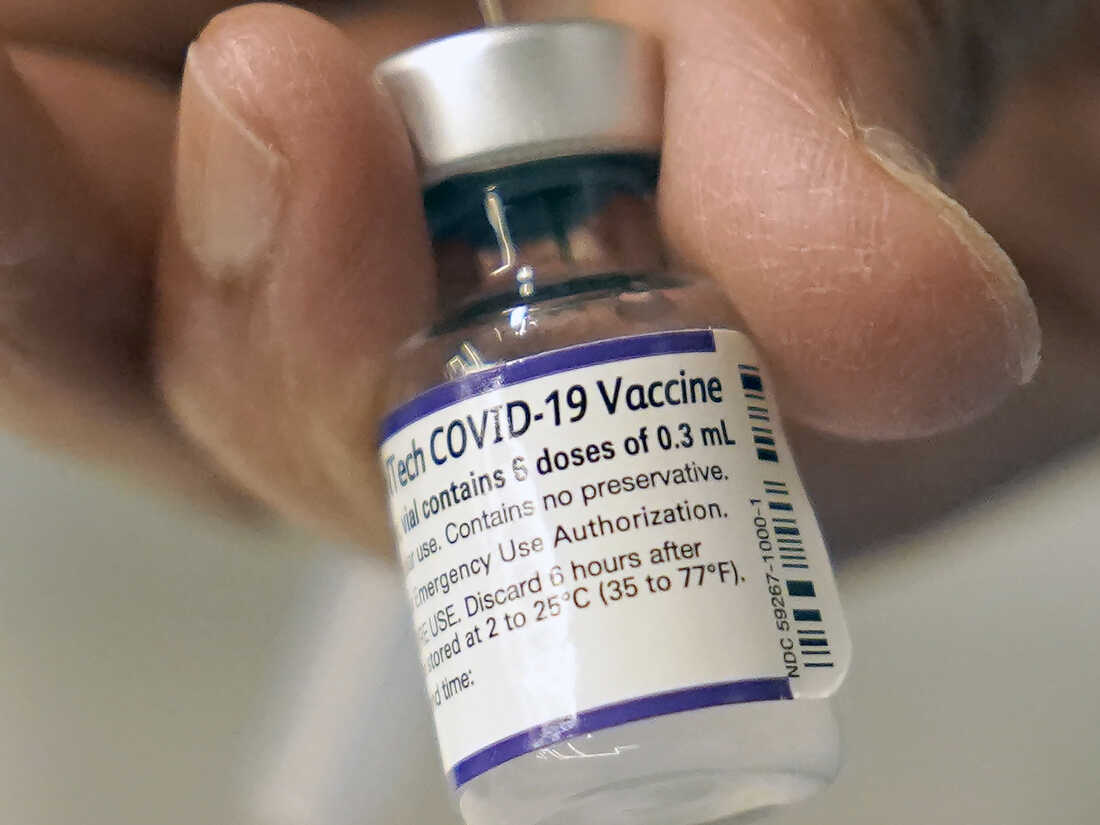 Tech COVID-19 Vaccine
vial contains 6 doses of 0.3 mL
use. Contains no preservative.
Emergency Use Authorization.
USE. Discard 6 hours after
stored at 2 to 25°C (35 to 77°F).
time:
NDC 59267-1000-1